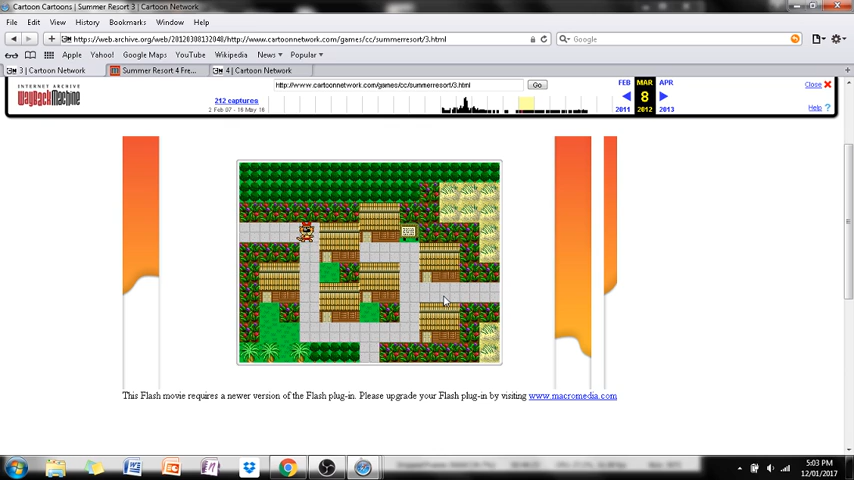 Cartoon Cartoons | Summer Resort 3 | Cartoon Network
File Edit View History Bookmarks Window Help
https://web.archive.org/web/20120308132048/http://www.cartoonnetwork.com/games/cc/summerresort/3.html
Google
Apple Yahoo! Google Maps YouTube Wikipedia News Popular
3 | Cartoon Network
Summer Resort 4 Fre...
4 | Cartoon Network
INTERNET ARCHIVE
WayBackMachine
http://www.cartoonnetwork.com/games/cc/summerresort/3.html
Go
212 captures
2 Feb 07 - 16 May 16
FEB MAR APR
8
2011 2012 2013
Close
Help
This Flash movie requires a newer version of the Flash plug-in. Please upgrade your Flash plug-in by visiting www.macromedia.com
5:03 PM
12/01/2017